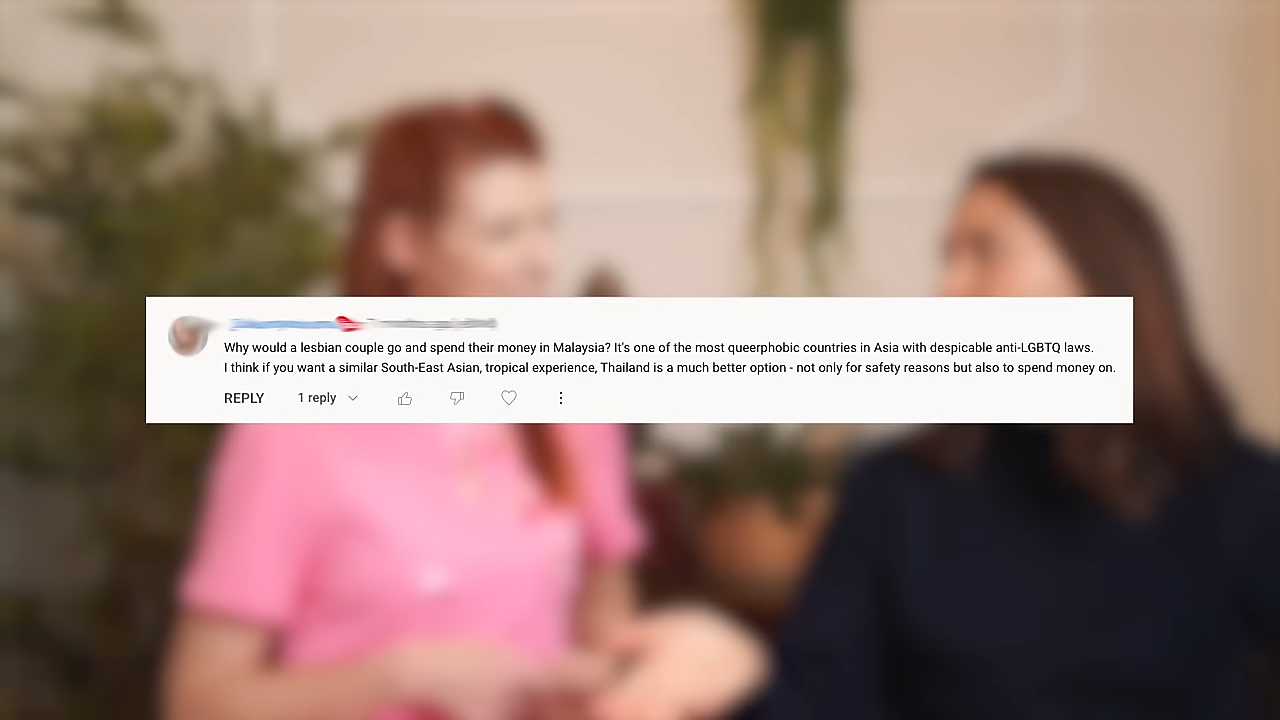 Why would a lesbian couple go and spend their money in Malaysia? It's one of the most queerphobic countries in Asia with despicable anti-LGBTQ laws.
I think if you want a similar South-East Asian, tropical experience, Thailand is a much better option - not only for safety reasons but also to spend money on.
REPLY 1 reply